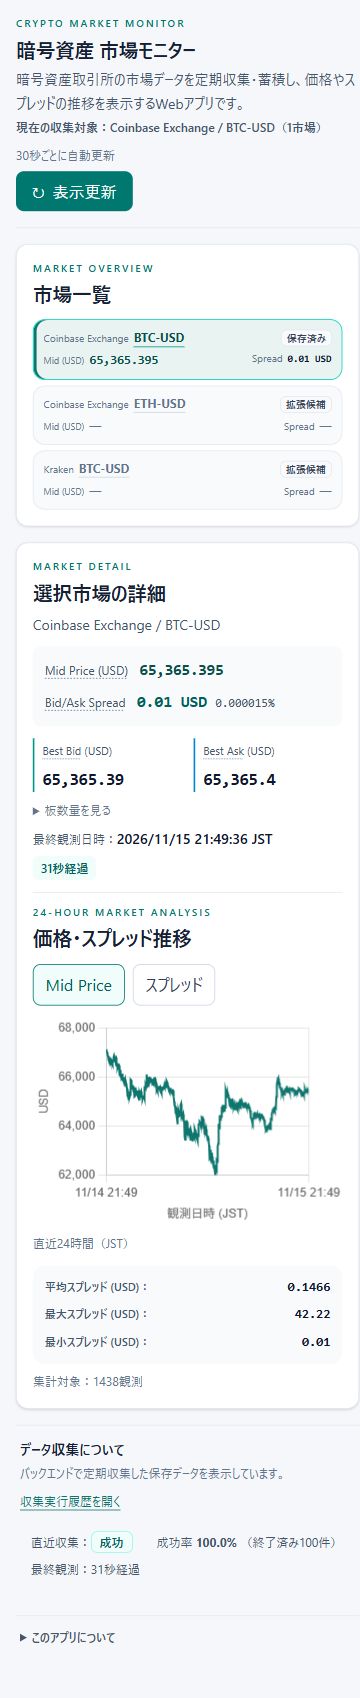 CRYPTO MARKET MONITOR
暗号資産 市場モニター
暗号資産取引所の市場データを定期収集・蓄積し、価格やス
プレッドの推移を表示するWebアプリです。
現在の収集対象：Coinbase Exchange / BTC-USD（1市場）
30秒ごとに自動更新
↻ 表示更新
MARKET OVERVIEW
市場一覧
Coinbase Exchange BTC-USD 保存済み
Mid (USD) 65,365.395 Spread 0.01 USD
Coinbase Exchange ETH-USD 拡張候補
Mid (USD) — Spread —
Kraken BTC-USD 拡張候補
Mid (USD) — Spread —
MARKET DETAIL
選択市場の詳細
Coinbase Exchange / BTC-USD
Mid Price (USD) 65,365.395
Bid/Ask Spread 0.01 USD 0.000015%
Best Bid (USD) Best Ask (USD)
65,365.39 65,365.4
▶ 板数量を見る
最終観測日時：2026/11/15 21:49:36 JST
31秒経過
24-HOUR MARKET ANALYSIS
価格・スプレッド推移
Mid Price スプレッド
68,000
66,000
64,000
62,000
USD
11/14 21:49 11/15 21:49
観測日時 (JST)
直近24時間（JST）
平均スプレッド (USD)： 0.1466
最大スプレッド (USD)： 42.22
最小スプレッド (USD)： 0.01
集計対象：1438観測
データ収集について
バックエンドで定期収集した保存データを表示しています。
収集実行履歴を開く
直近収集：成功 成功率 100.0% （終了済み100件）
最終観測：31秒経過
▶ このアプリについて